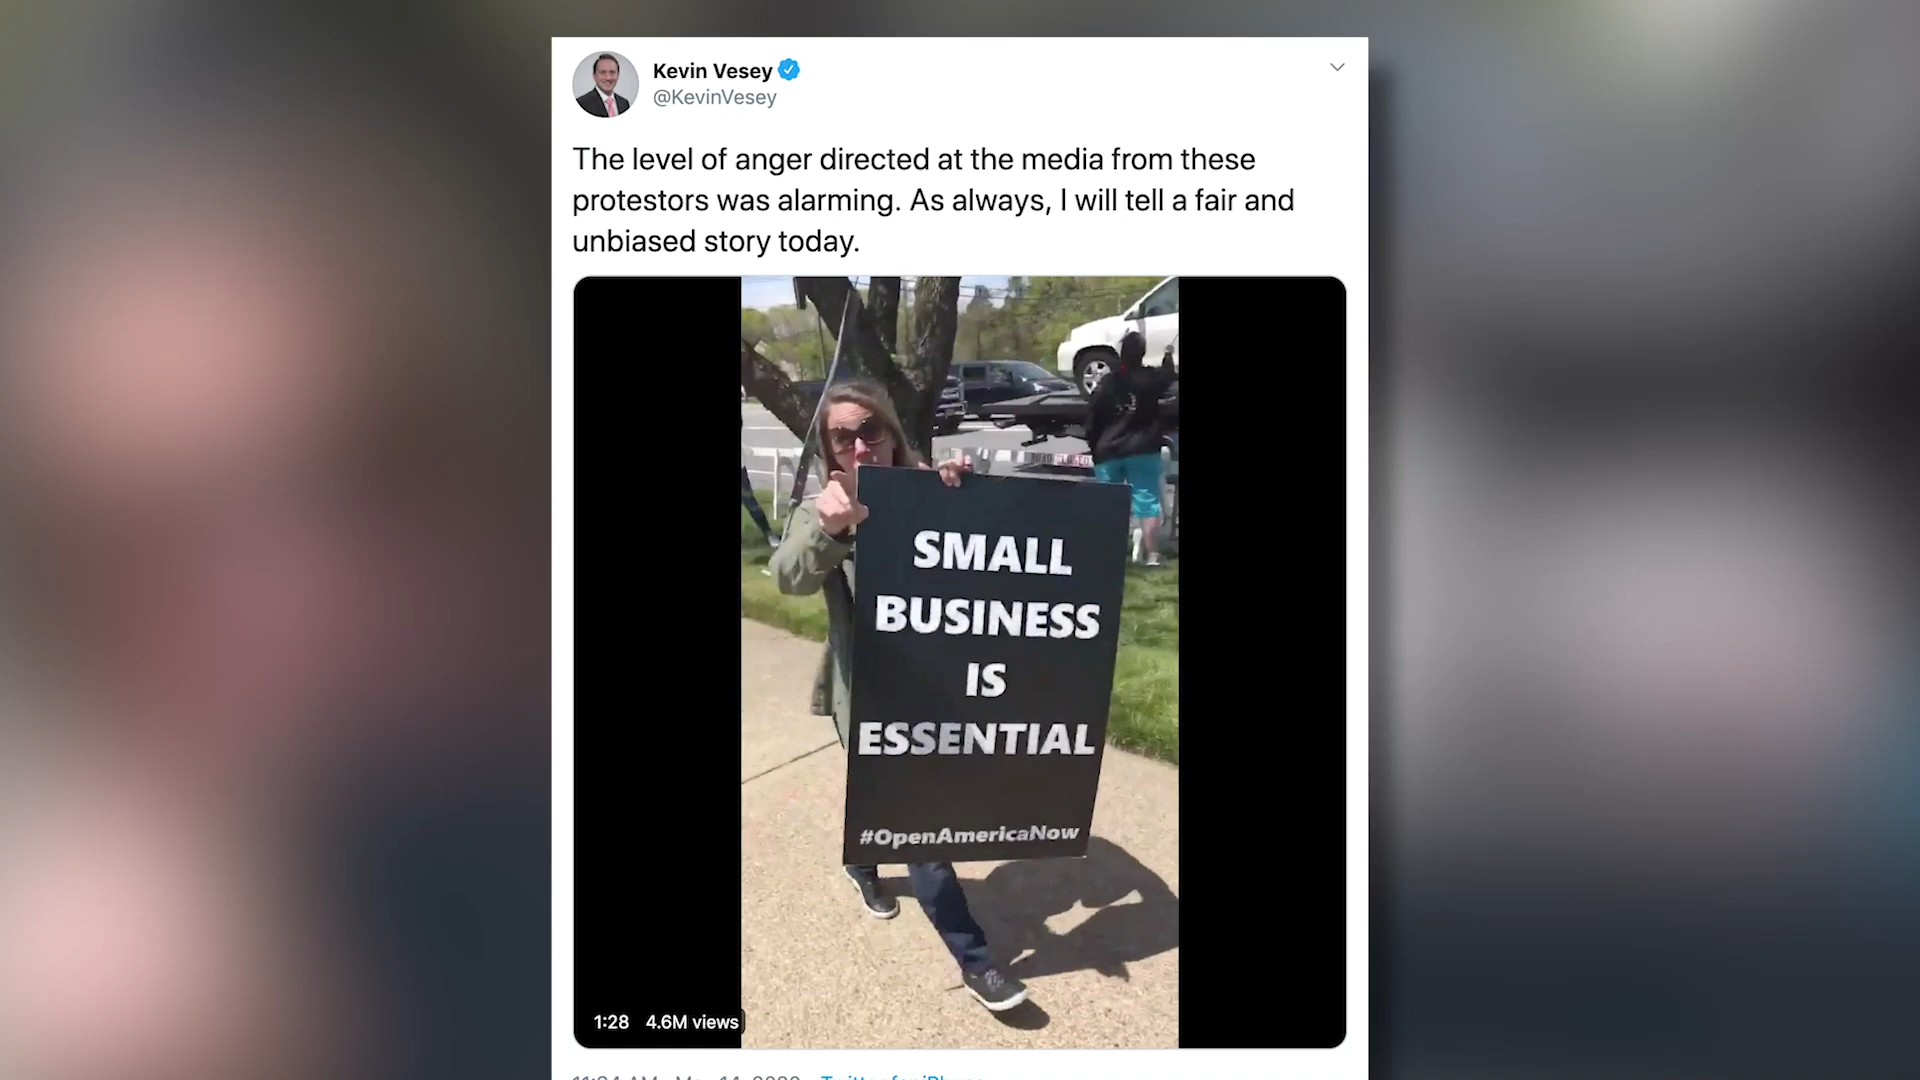 Kevin Vesey
@KevinVesey
The level of anger directed at the media from these
protestors was alarming. As always, I will tell a fair and
unbiased story today.
SMALL
BUSINESS
IS
ESSENTIAL
#OpenAmericaNow
1:28 4.6M views